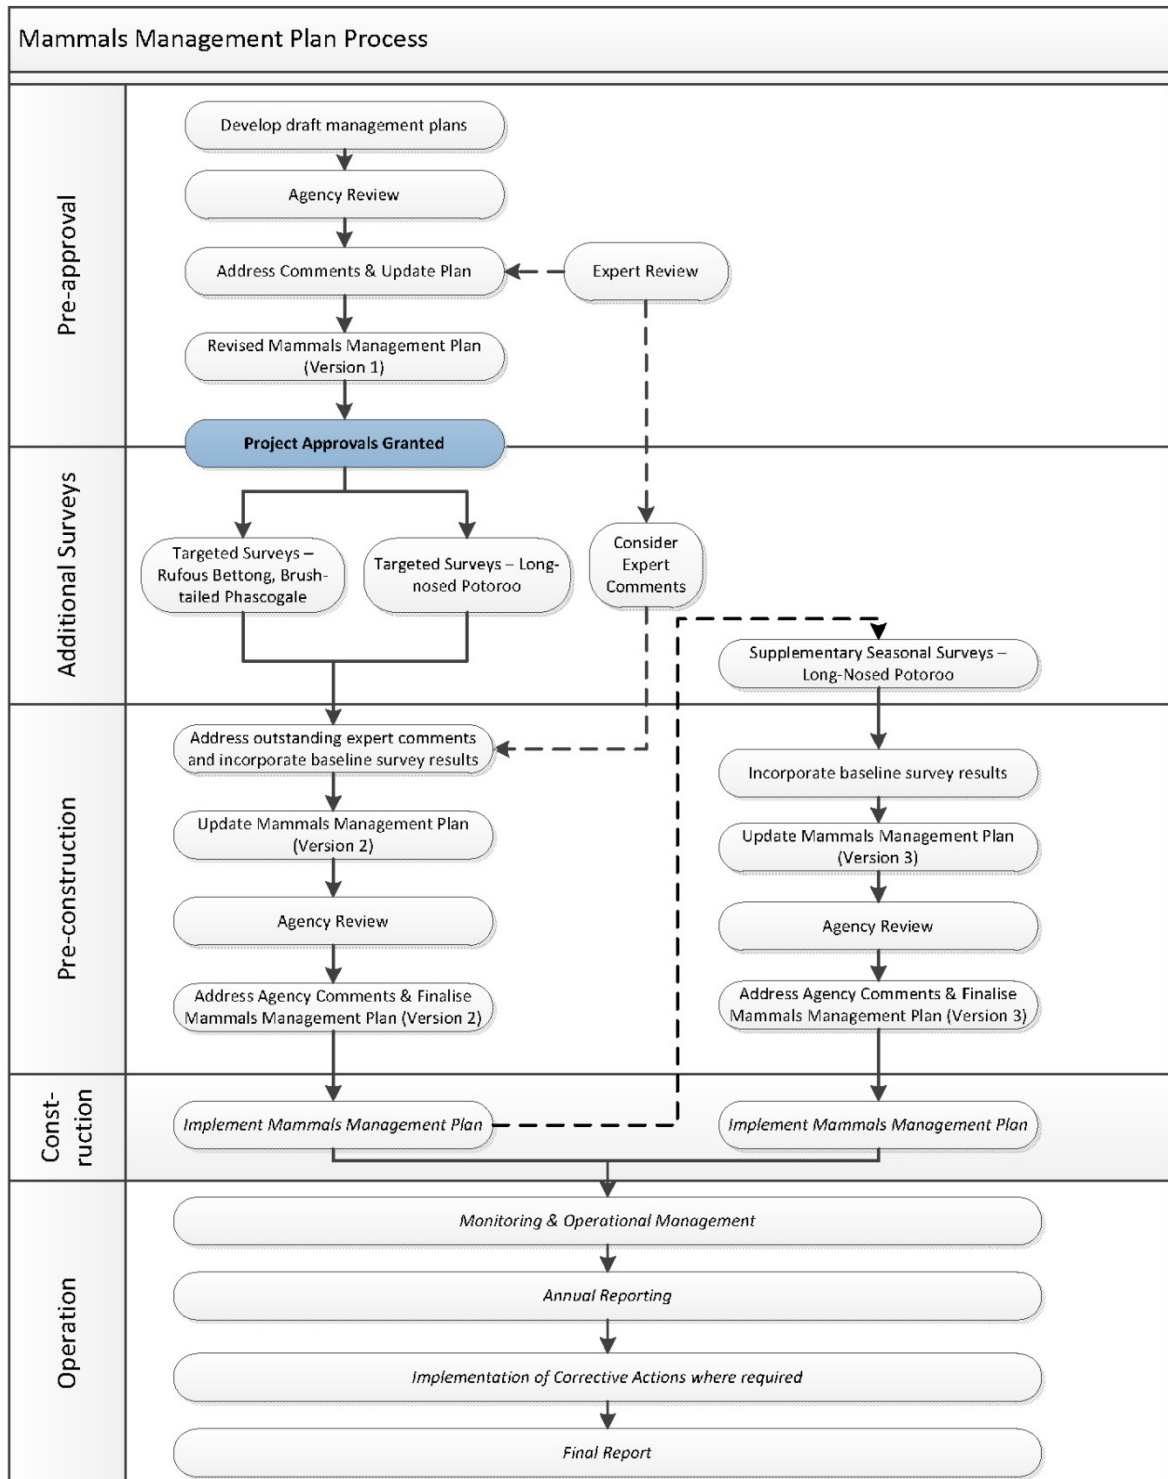 Mammals Management Plan Process
Pre-approval
Develop draft management plans
Agency Review
Address Comments & Update Plan
Expert Review
Revised Mammals Management Plan
(Version 1)
Project Approvals Granted
Additional Surveys
Targeted Surveys –
Rufous Bettong, Brush-
tailed Phascogale
Targeted Surveys – Long-
nosed Potoroo
Consider
Expert
Comments
Supplementary Seasonal Surveys –
Long-Nosed Potoroo
Pre-construction
Address outstanding expert comments
and incorporate baseline survey results
Update Mammals Management Plan
(Version 2)
Agency Review
Address Agency Comments & Finalise
Mammals Management Plan (Version 2)
Incorporate baseline survey results
Update Mammals Management Plan
(Version 3)
Agency Review
Address Agency Comments & Finalise
Mammals Management Plan (Version 3)
Const-
ruction
Implement Mammals Management Plan
Implement Mammals Management Plan
Operation
Monitoring & Operational Management
Annual Reporting
Implementation of Corrective Actions where required
Final Report